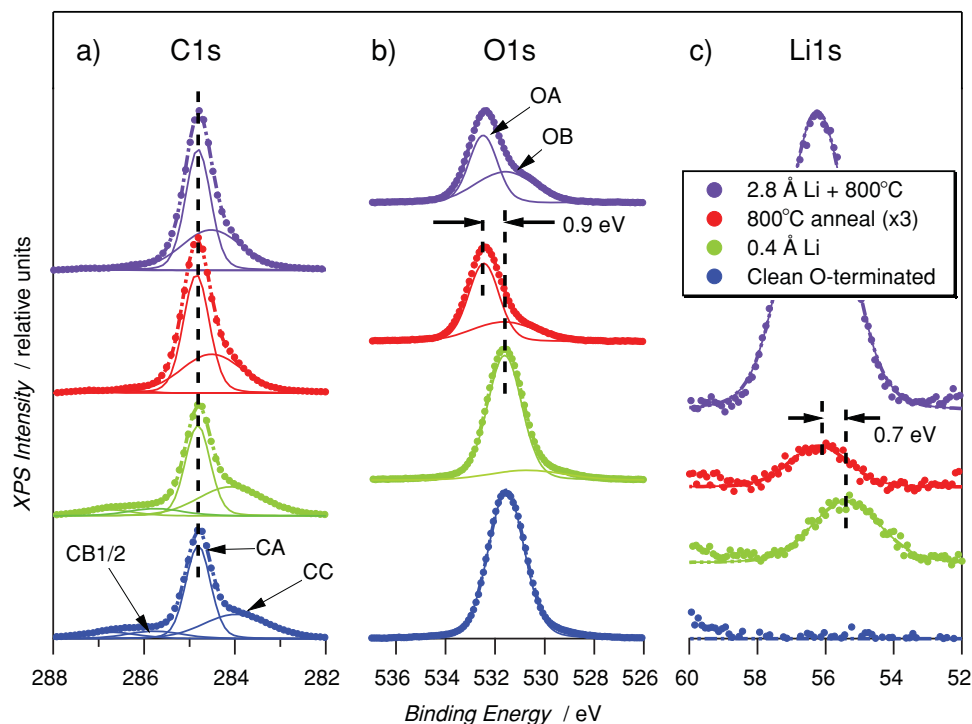 a) C1s
b) O1s
c) Li1s
OA
OB
2.8 Å Li + 800°C
800°C anneal (x3)
0.4 Å Li
Clean O-terminated
0.9 eV
0.7 eV
CB1/2
CA
CC
XPS Intensity / relative units
288 286 284 282
536 534 532 530 528 526
60 58 56 54 52
Binding Energy / eV